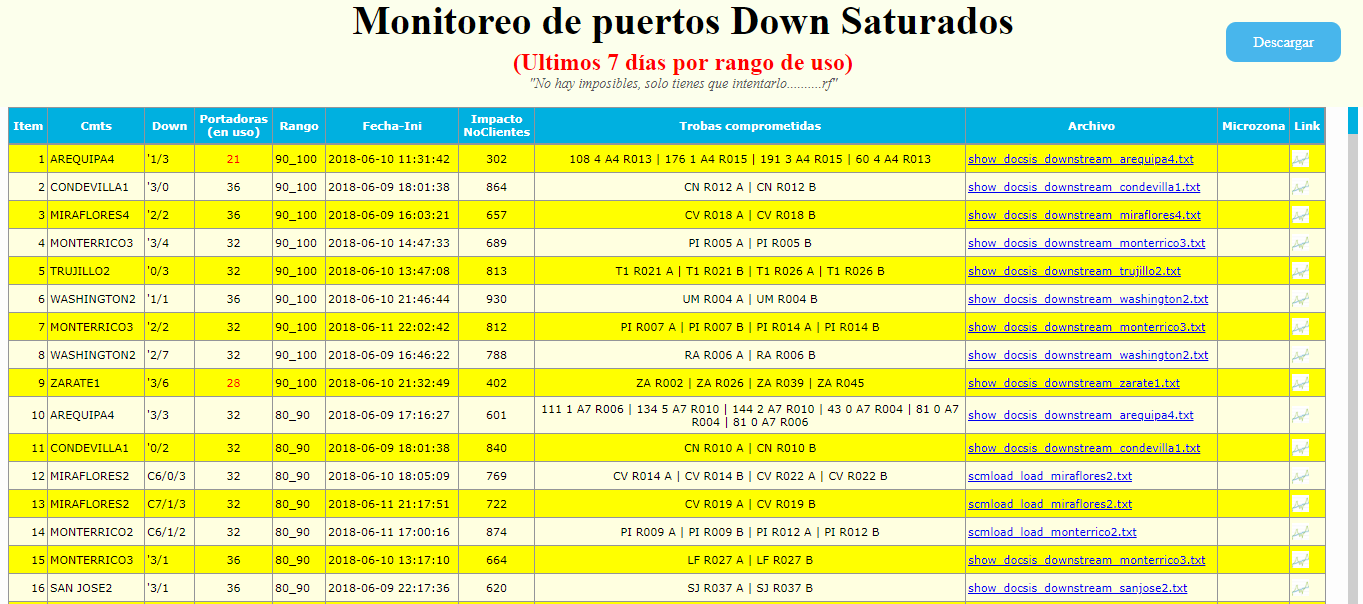 Monitoreo de puertos Down Saturados
Descargar
(Ultimos 7 días por rango de uso)
"No hay imposibles, solo tienes que intentarlo..........rf"
Item Cmts Down Portadoras (en uso) Rango Fecha-Ini Impacto NoClientes Trobas comprometidas Archivo Microzona Link
1 AREQUIPA4 '1/3 21 90_100 2018-06-10 11:31:42 302 108 4 A4 R013 | 176 1 A4 R015 | 191 3 A4 R015 | 60 4 A4 R013 show_docsis_downstream_arequipa4.txt
2 CONDEVILLA1 '3/0 36 90_100 2018-06-09 18:01:38 864 CN R012 A | CN R012 B show_docsis_downstream_condevilla1.txt
3 MIRAFLORES4 '2/2 36 90_100 2018-06-09 16:03:21 657 CV R018 A | CV R018 B show_docsis_downstream_miraflores4.txt
4 MONTERRICO3 '3/4 32 90_100 2018-06-10 14:47:33 689 PI R005 A | PI R005 B show_docsis_downstream_monterrico3.txt
5 TRUJILLO2 '0/3 32 90_100 2018-06-10 13:47:08 813 T1 R021 A | T1 R021 B | T1 R026 A | T1 R026 B show_docsis_downstream_trujillo2.txt
6 WASHINGTON2 '1/1 36 90_100 2018-06-10 21:46:44 930 UM R004 A | UM R004 B show_docsis_downstream_washington2.txt
7 MONTERRICO3 '2/2 32 90_100 2018-06-11 22:02:42 812 PI R007 A | PI R007 B | PI R014 A | PI R014 B show_docsis_downstream_monterrico3.txt
8 WASHINGTON2 '2/7 32 90_100 2018-06-09 16:46:22 788 RA R006 A | RA R006 B show_docsis_downstream_washington2.txt
9 ZARATE1 '3/6 28 90_100 2018-06-10 21:32:49 402 ZA R002 | ZA R026 | ZA R039 | ZA R045 show_docsis_downstream_zarate1.txt
10 AREQUIPA4 '3/3 32 80_90 2018-06-09 17:16:27 601 111 1 A7 R006 | 134 5 A7 R010 | 144 2 A7 R010 | 43 0 A7 R004 | 81 0 A7 R004 | 81 0 A7 R006 show_docsis_downstream_arequipa4.txt
11 CONDEVILLA1 '0/2 32 80_90 2018-06-09 18:01:38 840 CN R010 A | CN R010 B show_docsis_downstream_condevilla1.txt
12 MIRAFLORES2 C6/0/3 32 80_90 2018-06-10 18:05:09 769 CV R014 A | CV R014 B | CV R022 A | CV R022 B scmload_load_miraflores2.txt
13 MIRAFLORES2 C7/1/3 32 80_90 2018-06-11 21:17:51 722 CV R019 A | CV R019 B scmload_load_miraflores2.txt
14 MONTERRICO2 C6/1/2 32 80_90 2018-06-11 17:00:16 874 PI R009 A | PI R009 B | PI R012 A | PI R012 B scmload_load_monterrico2.txt
15 MONTERRICO3 '3/1 36 80_90 2018-06-10 13:17:10 664 LF R027 A | LF R027 B show_docsis_downstream_monterrico3.txt
16 SAN JOSE2 '3/1 36 80_90 2018-06-09 22:17:36 620 SJ R037 A | SJ R037 B show_docsis_downstream_sanjose2.txt